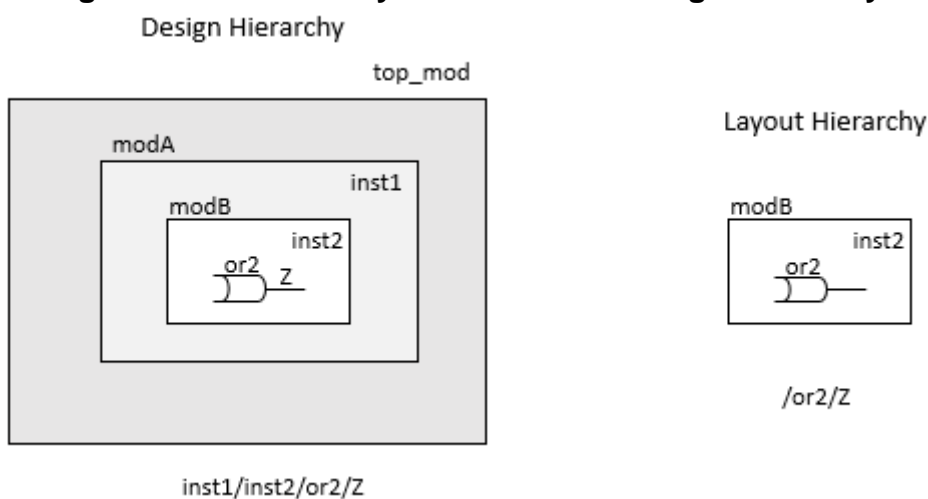 Design Hierarchy
top_mod
modA
inst1
modB
inst2
or2
Z
inst1/inst2/or2/Z
Layout Hierarchy
modB
inst2
or2
/or2/Z